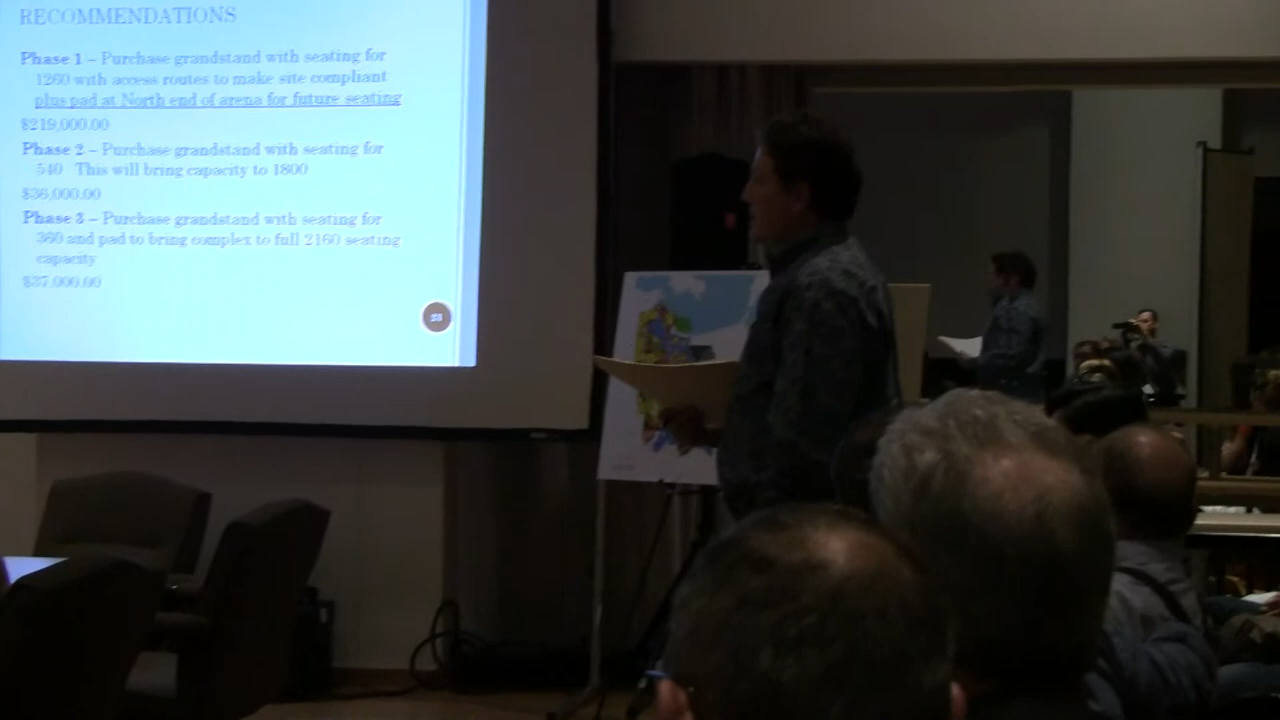 RECOMMENDATIONS
Phase 1 – Purchase grandstand with seating for
1260 with access routes to make site compliant
plus pad at North end of arena for future seating
$219,000.00
Phase 2 – Purchase grandstand with seating for
540 This will bring capacity to 1800
$36,000.00
Phase 3 – Purchase grandstand with seating for
360 and pad to bring complex to full 2160 seating
capacity
$37,000.00